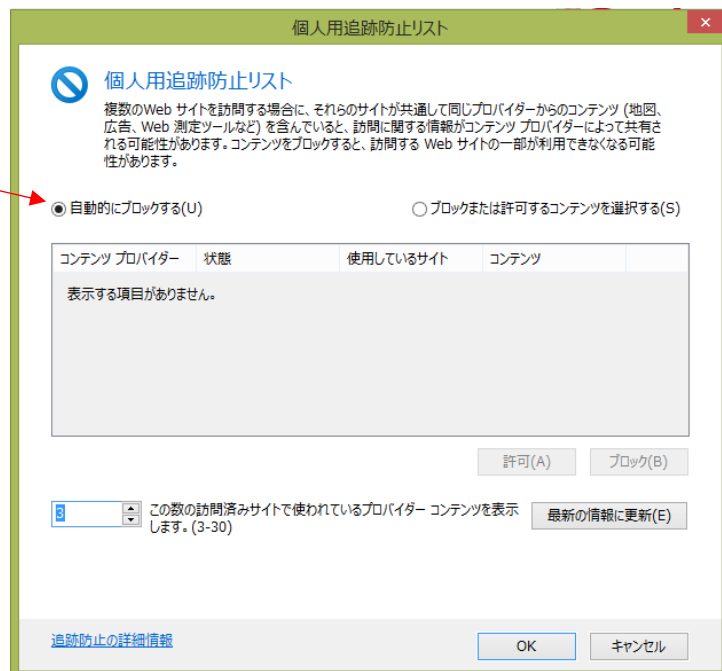 個人用追跡防止リスト
個人用追跡防止リスト
複数のWeb サイトを訪問する場合に、それらのサイトが共通して同じプロバイダーからのコンテンツ (地図、
広告、Web 測定ツールなど) を含んでいると、訪問に関する情報がコンテンツ プロバイダーによって共有さ
れる可能性があります。コンテンツをブロックすると、訪問する Web サイトの一部が利用できなくなる可能
性があります。
自動的にブロックする(U) ブロックまたは許可するコンテンツを選択する(S)
コンテンツ プロバイダー 状態 使用しているサイト コンテンツ
表示する項目がありません。
許可(A) ブロック(B)
3 この数の訪問済みサイトで使われているプロバイダー コンテンツを表示
します。(3-30) 最新の情報に更新(E)
追跡防止の詳細情報 OK キャンセル